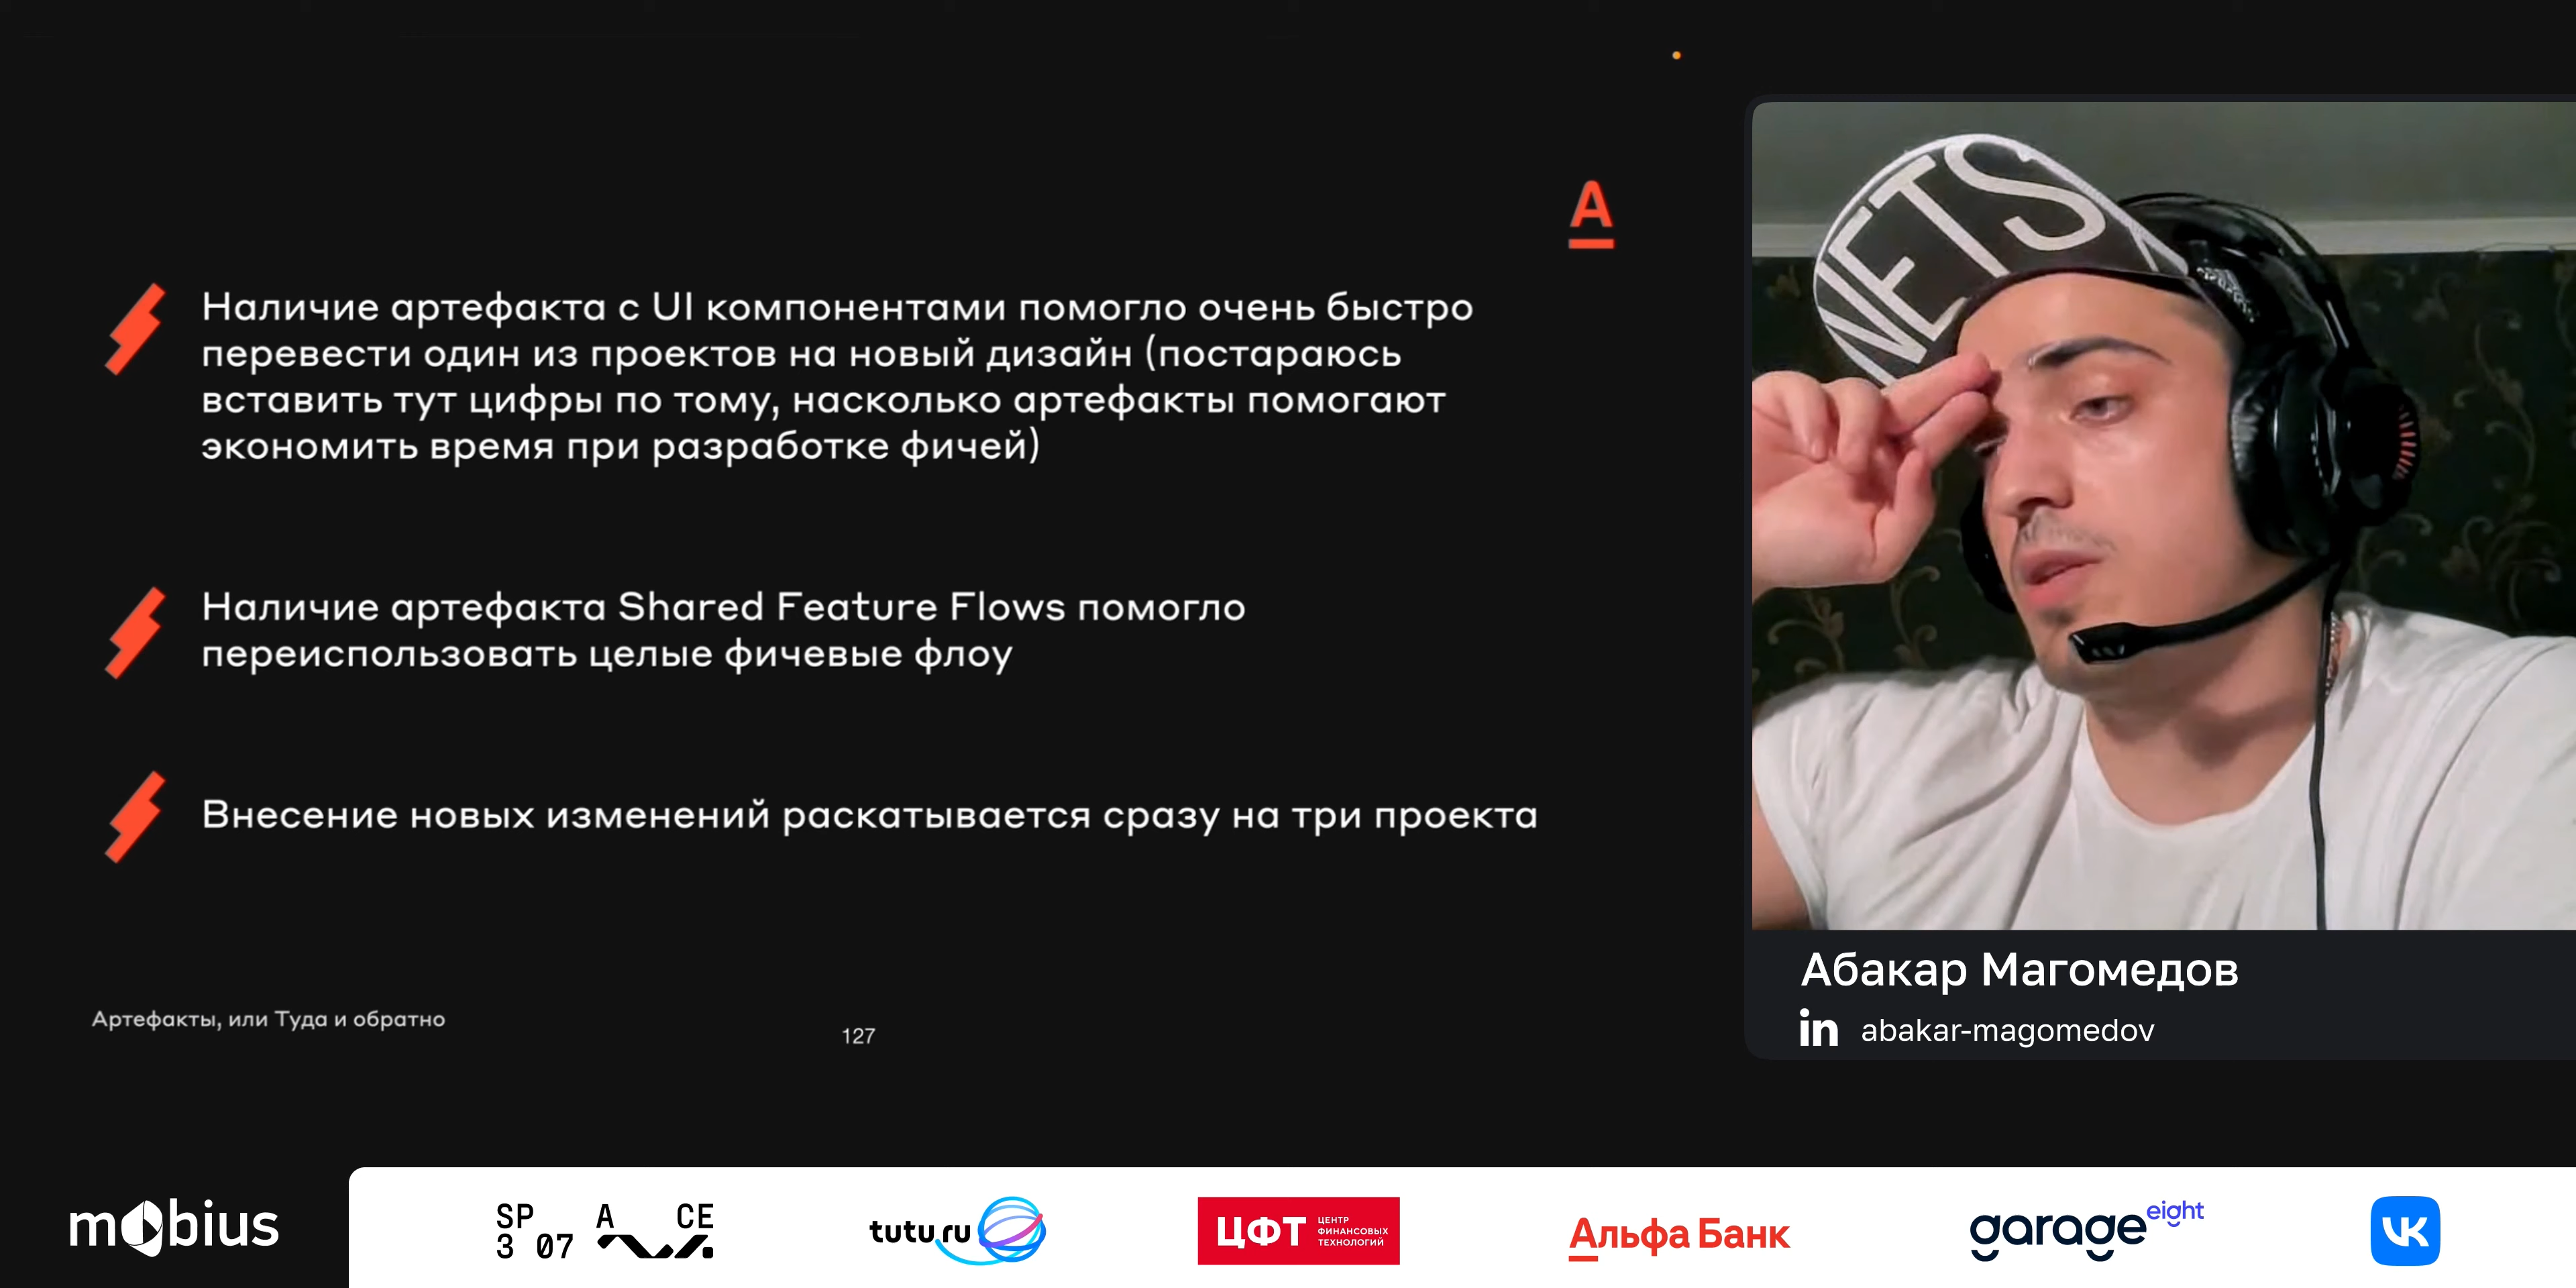 А
Наличие артефакта с UI компонентами помогло очень быстро
перевести один из проектов на новый дизайн (постараюсь
вставить тут цифры по тому, насколько артефакты помогают
экономить время при разработке фичей)
Наличие артефакта Shared Feature Flows помогло
переиспользовать целые фичевые флоу
Внесение новых изменений раскатывается сразу на три проекта
Артефакты, или Туда и обратно
127
NETS
Абакар Магомедов
in abakar-magomedov
mobius
SP A CE
3 07
tutu.ru
ЦФТ
ЦЕНТР
ФИНАНСОВЫХ
ТЕХНОЛОГИЙ
Альфа Банк
garage eight
VK